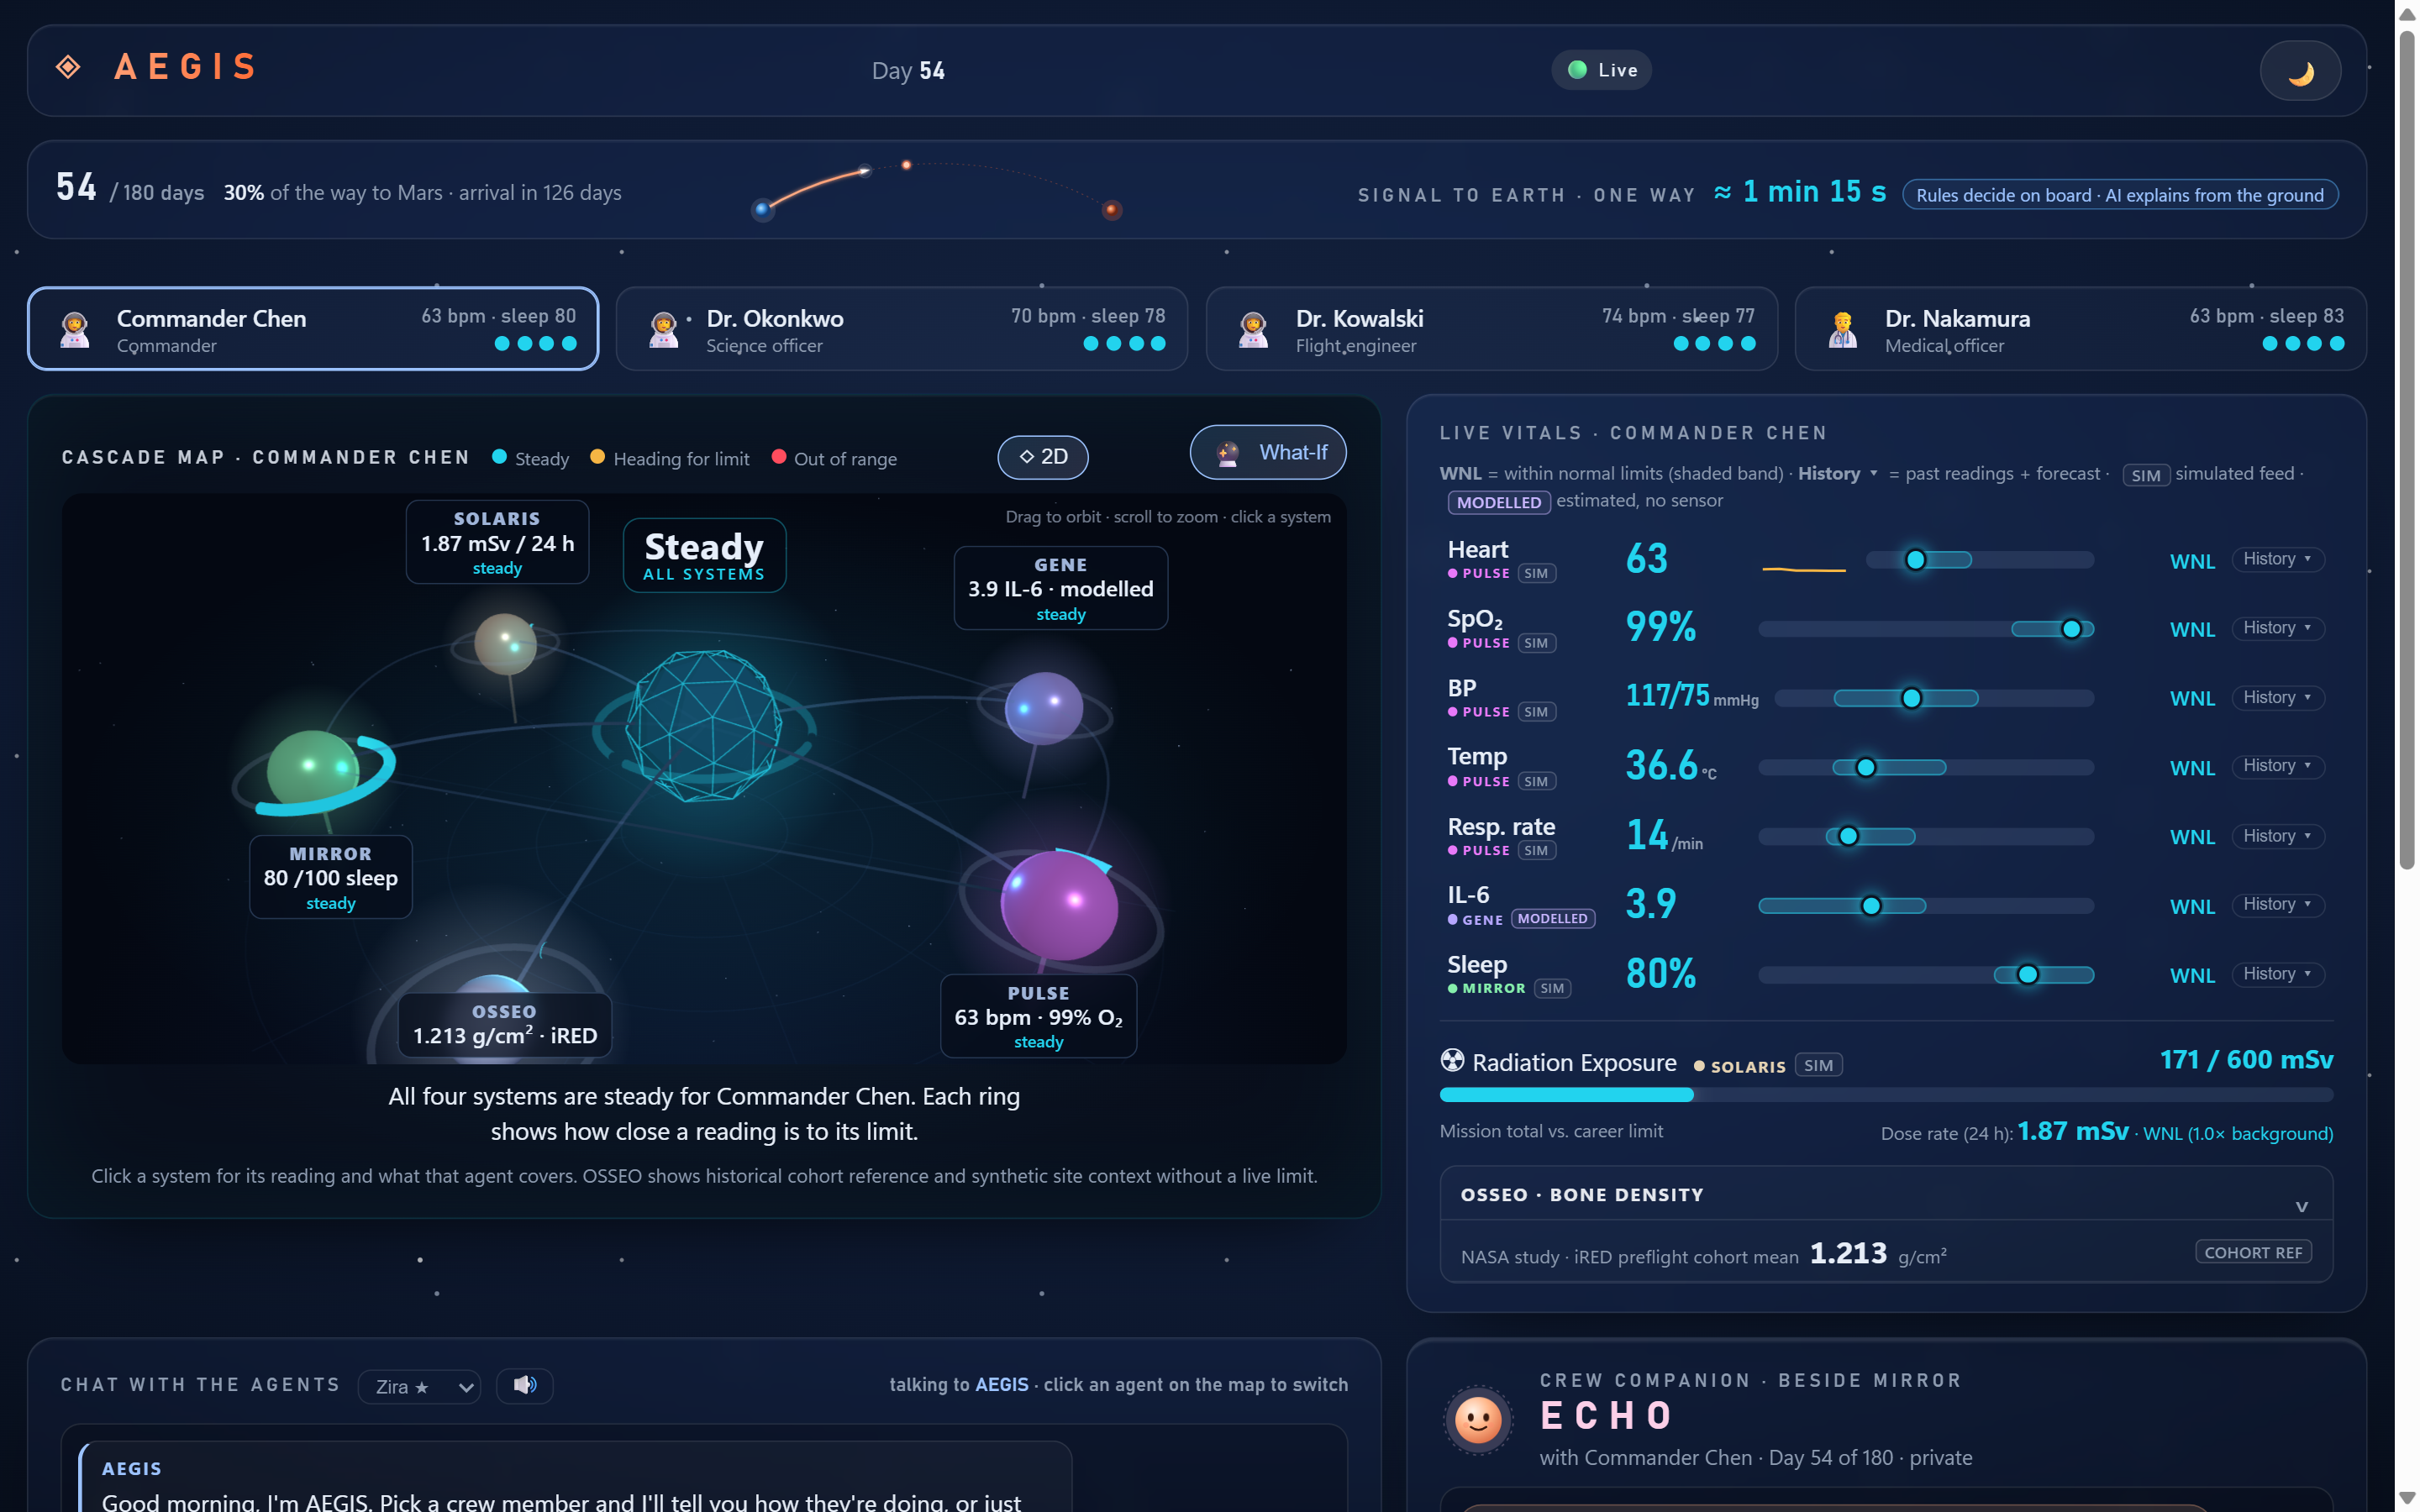 AEGIS
Day 54
Live
54 / 180 days 30% of the way to Mars · arrival in 126 days
SIGNAL TO EARTH · ONE WAY ≈ 1 min 15 s Rules decide on board · AI explains from the ground
Commander Chen
Commander
63 bpm · sleep 80
Dr. Okonkwo
Science officer
70 bpm · sleep 78
Dr. Kowalski
Flight engineer
74 bpm · sleep 77
Dr. Nakamura
Medical officer
63 bpm · sleep 83
CASCADE MAP · COMMANDER CHEN Steady Heading for limit Out of range
◇ 2D
What-If
Drag to orbit · scroll to zoom · click a system
SOLARIS
1.87 mSv / 24 h
steady
Steady
ALL SYSTEMS
GENE
3.9 IL-6 · modelled
steady
MIRROR
80 /100 sleep
steady
OSSEO
1.213 g/cm² · iRED
PULSE
63 bpm · 99% O₂
steady
All four systems are steady for Commander Chen. Each ring
shows how close a reading is to its limit.
Click a system for its reading and what that agent covers. OSSEO shows historical cohort reference and synthetic site context without a live limit.
LIVE VITALS · COMMANDER CHEN
WNL = within normal limits (shaded band) · History ▾ = past readings + forecast · SIM simulated feed ·
MODELLED estimated, no sensor
Heart
PULSE SIM
63
WNL History ▾
SpO₂
PULSE SIM
99%
WNL History ▾
BP
PULSE SIM
117/75 mmHg
WNL History ▾
Temp
PULSE SIM
36.6 °C
WNL History ▾
Resp. rate
PULSE SIM
14 /min
WNL History ▾
IL-6
GENE MODELLED
3.9
WNL History ▾
Sleep
MIRROR SIM
80%
WNL History ▾
Radiation Exposure SOLARIS SIM 171 / 600 mSv
Mission total vs. career limit Dose rate (24 h): 1.87 mSv · WNL (1.0× background)
OSSEO · BONE DENSITY
v
NASA study · iRED preflight cohort mean 1.213 g/cm² COHORT REF
CHAT WITH THE AGENTS Zira ★ talking to AEGIS · click an agent on the map to switch
AEGIS
Good morning, I'm AEGIS. Pick a crew member and I'll tell you how they're doing, or just
CREW COMPANION · BESIDE MIRROR
ECHO
with Commander Chen · Day 54 of 180 · private